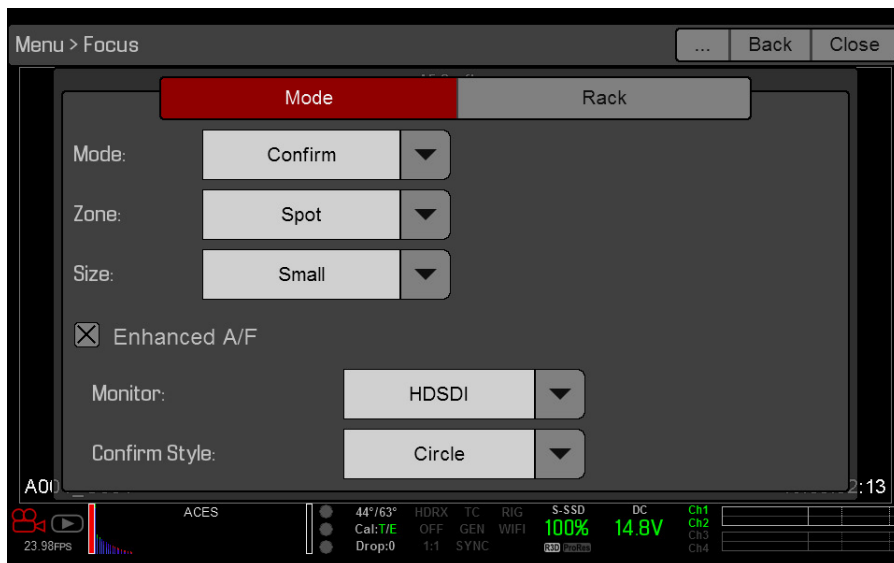 Menu > Focus ... Back Close
Mode Rack
Mode: Confirm
Zone: Spot
Size: Small
Enhanced A/F
Monitor: HDSDI
Confirm Style: Circle
2:13
ACES 44°/63° HDRX TC RIG S-SSD DC Ch1
Cal:T/E OFF GEN WIFI 100% 14.8V Ch2
23.98FPS Drop:0 1:1 SYNC R3D ProRes Ch3
Ch4